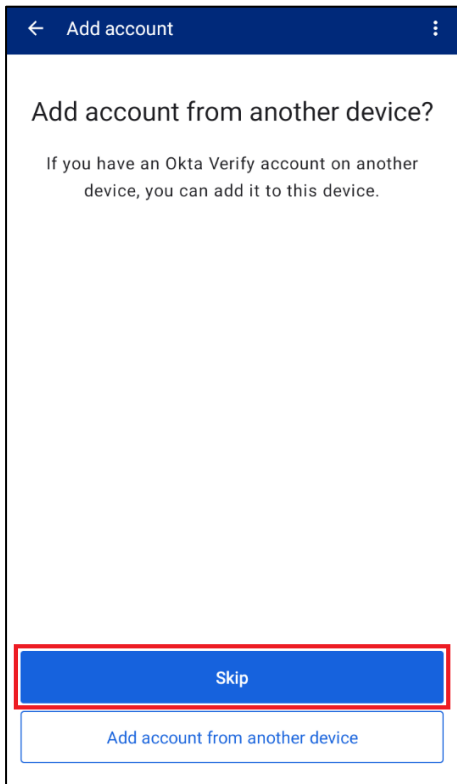 Add account
Add account from another device?
If you have an Okta Verify account on another
device, you can add it to this device.
Skip
Add account from another device